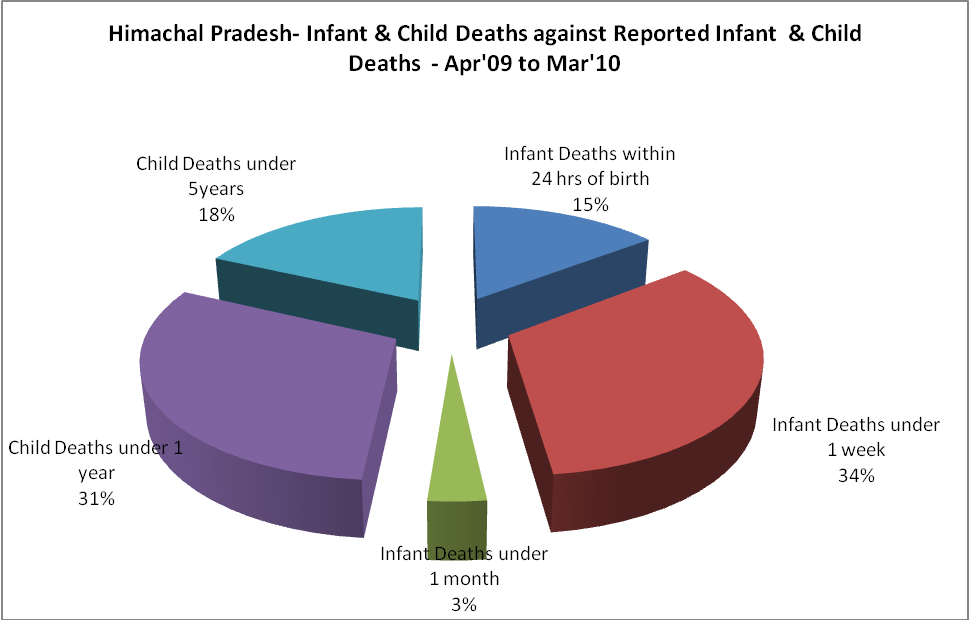 Himachal Pradesh- Infant & Child Deaths against Reported Infant & Child
Deaths - Apr'09 to Mar'10
Infant Deaths within
24 hrs of birth
15%
Child Deaths under
5years
18%
Infant Deaths under
1 week
34%
Child Deaths under 1
year
31%
Infant Deaths under
1 month
3%